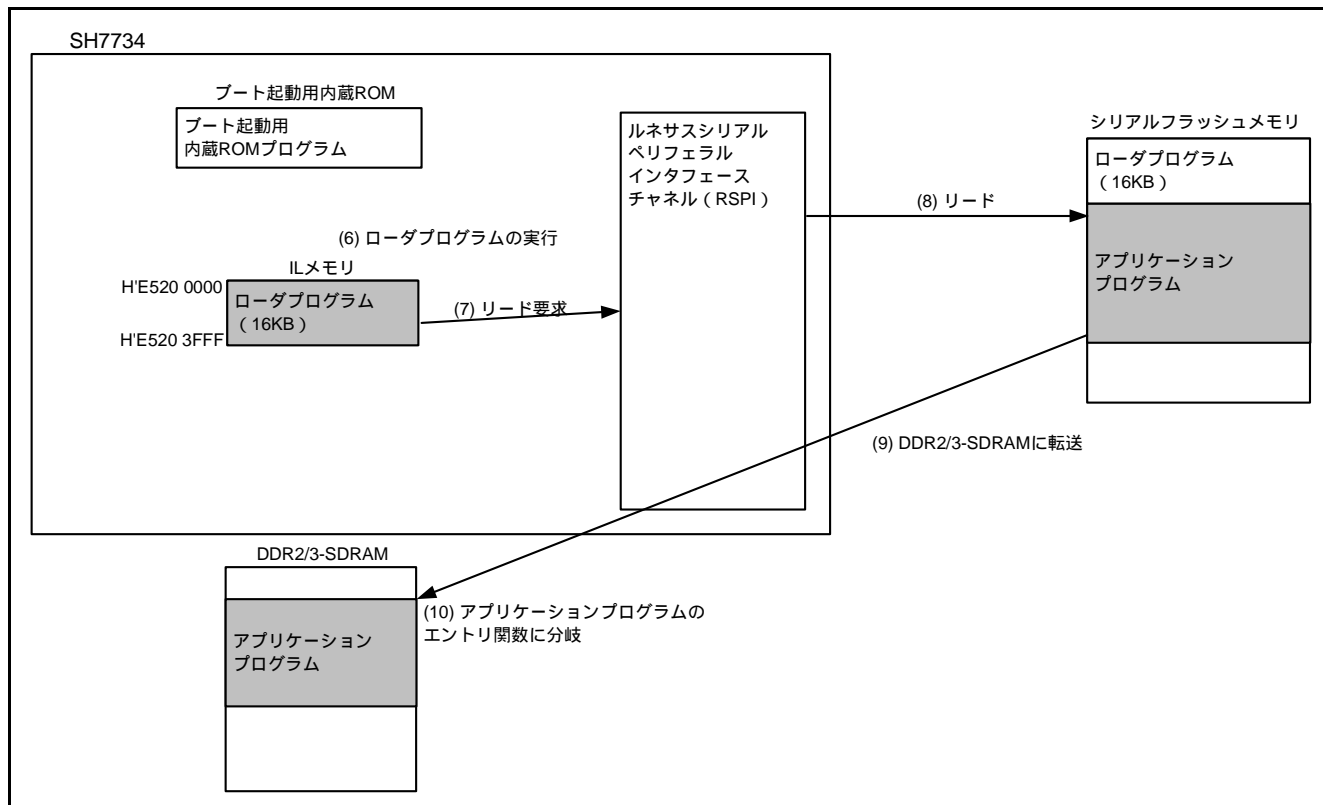 SH7734
ブート起動用内蔵ROM
ブート起動用
内蔵ROMプログラム
ルネサスシリアル
ペリフェラル
インタフェース
チャネル（RSPI）
シリアルフラッシュメモリ
ローダプログラム
（16KB）
アプリケーション
プログラム
(8) リード
(6) ローダプログラムの実行
ILメモリ
H'E520 0000
ローダプログラム
（16KB）
H'E520 3FFF
(7) リード要求
(9) DDR2/3-SDRAMに転送
DDR2/3-SDRAM
アプリケーション
プログラム
(10) アプリケーションプログラムの
エントリ関数に分岐